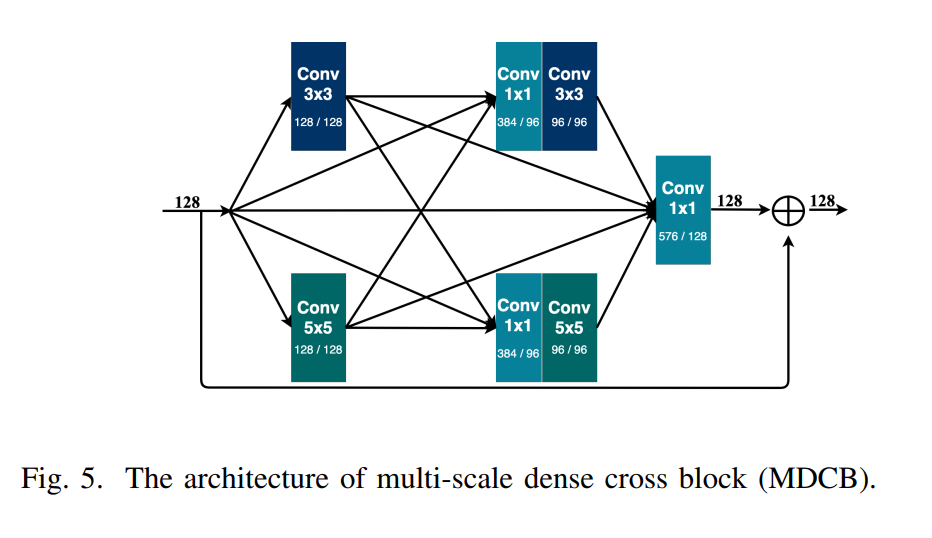 Conv
3x3
128 / 128
Conv
1x1
384 / 96
Conv
3x3
96 / 96
128
Conv
1x1
576 / 128
128
128
Conv
5x5
128 / 128
Conv
1x1
384 / 96
Conv
5x5
96 / 96
Fig. 5. The architecture of multi-scale dense cross block (MDCB).